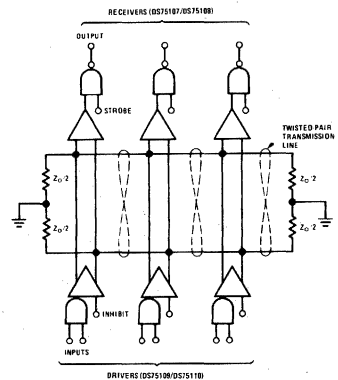 RECEIVERS (DS75107/DS75108)
OUTPUT
STROBE
TWISTED PAIR
TRANSMISSION
LINE
Z₀/2
Z₀/2
Z₀/2
Z₀/2
INHIBIT
INPUTS
DRIVERS (DS75109/DS75110)